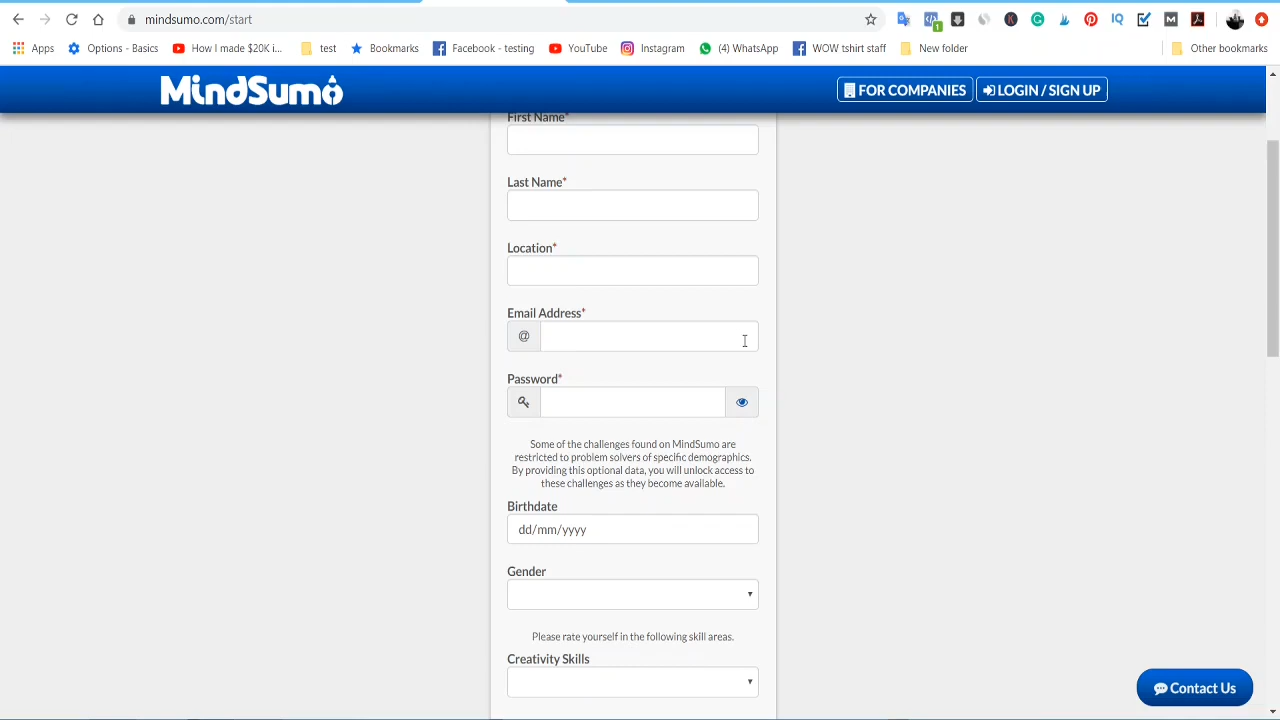 mindsumo.com/start
1
Apps
Options - Basics
How I made $20K i...
test
Bookmarks
Facebook - testing
YouTube
Instagram
() WhatsApp
WOW tshirt staff
New folder
Other bookmarks
MindSumo
FOR COMPANIES
LOGIN / SIGN UP
First Name*
Last Name*
Location*
Email Address*
@
Password*
Some of the challenges found on MindSumo are
restricted to problem solvers of specific demographics.
By providing this optional data, you will unlock access to
these challenges as they become available.
Birthdate
dd/mm/yyyy
Gender
Please rate yourself in the following skill areas.
Creativity Skills
Contact Us